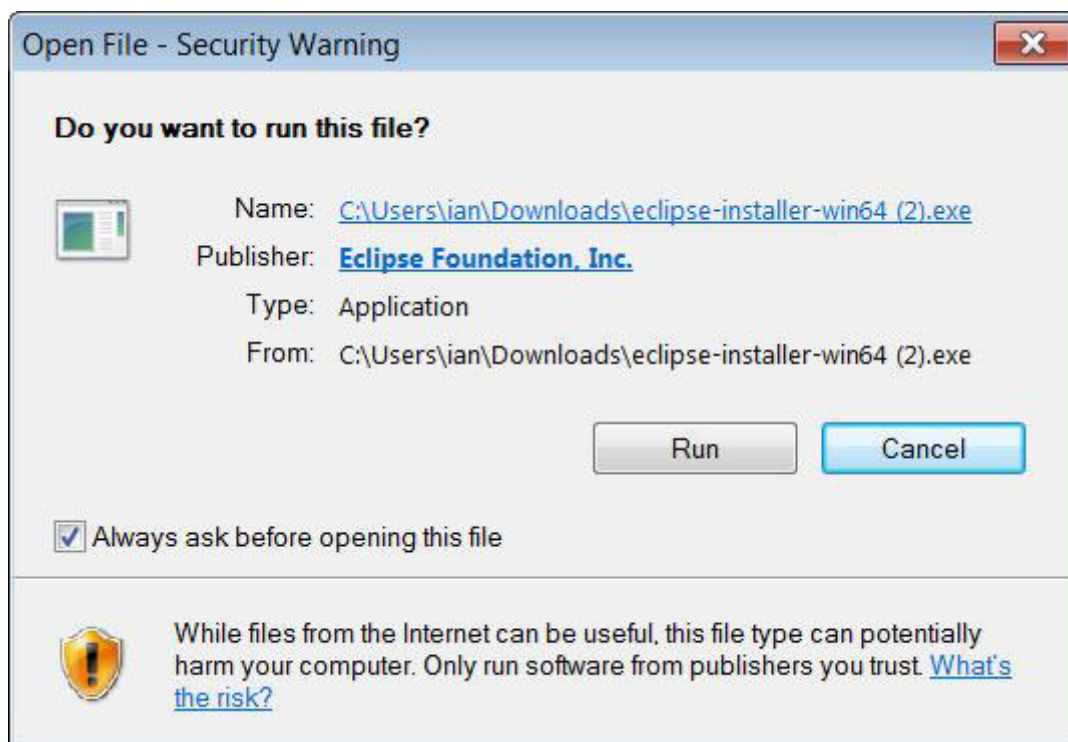 Open File - Security Warning
Do you want to run this file?
Name: C:\Users\ian\Downloads\eclipse-installer-win64 (2).exe
Publisher: Eclipse Foundation, Inc.
Type: Application
From: C:\Users\ian\Downloads\eclipse-installer-win64 (2).exe
Run Cancel
Always ask before opening this file
While files from the Internet can be useful, this file type can potentially
harm your computer. Only run software from publishers you trust. What's
the risk?